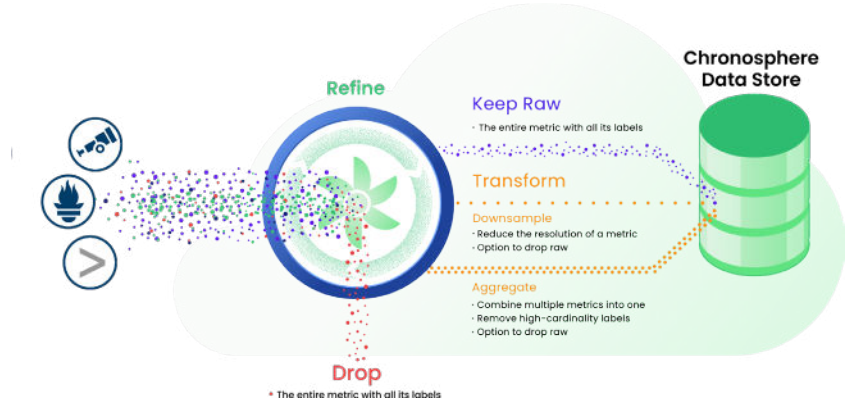 Chronosphere
Data Store
Refine
Keep Raw
· The entire metric with all its labels
Transform
Downsample
· Reduce the resolution of a metric
· Option to drop raw
Aggregate
· Combine multiple metrics into one
· Remove high-cardinality labels
· Option to drop raw
Drop
• The entire metric with all its labels